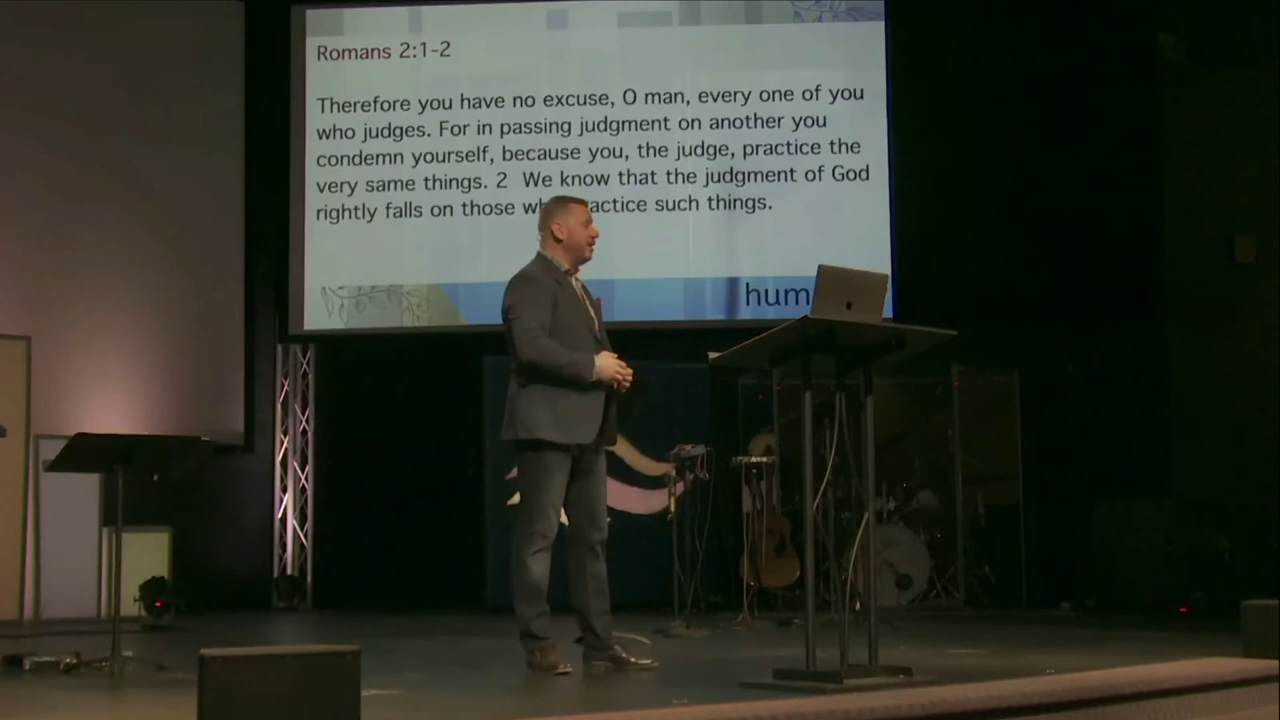 Romans 2:1-2
Therefore you have no excuse, O man, every one of you
who judges. For in passing judgment on another you
condemn yourself, because you, the judge, practice the
very same things. 2 We know that the judgment of God
rightly falls on those such things.